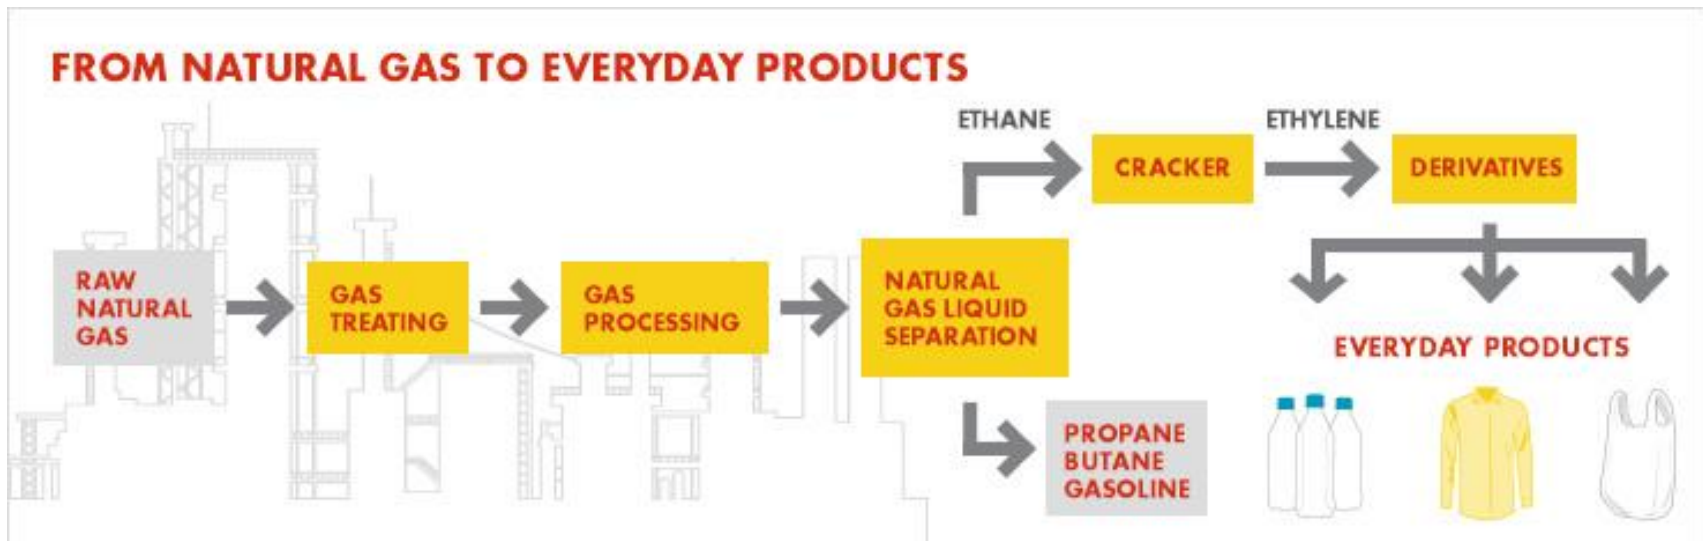 FROM NATURAL GAS TO EVERYDAY PRODUCTS
RAW
NATURAL
GAS
GAS
TREATING
GAS
PROCESSING
NATURAL
GAS LIQUID
SEPARATION
ETHANE
CRACKER
ETHYLENE
DERIVATIVES
EVERYDAY PRODUCTS
PROPANE
BUTANE
GASOLINE